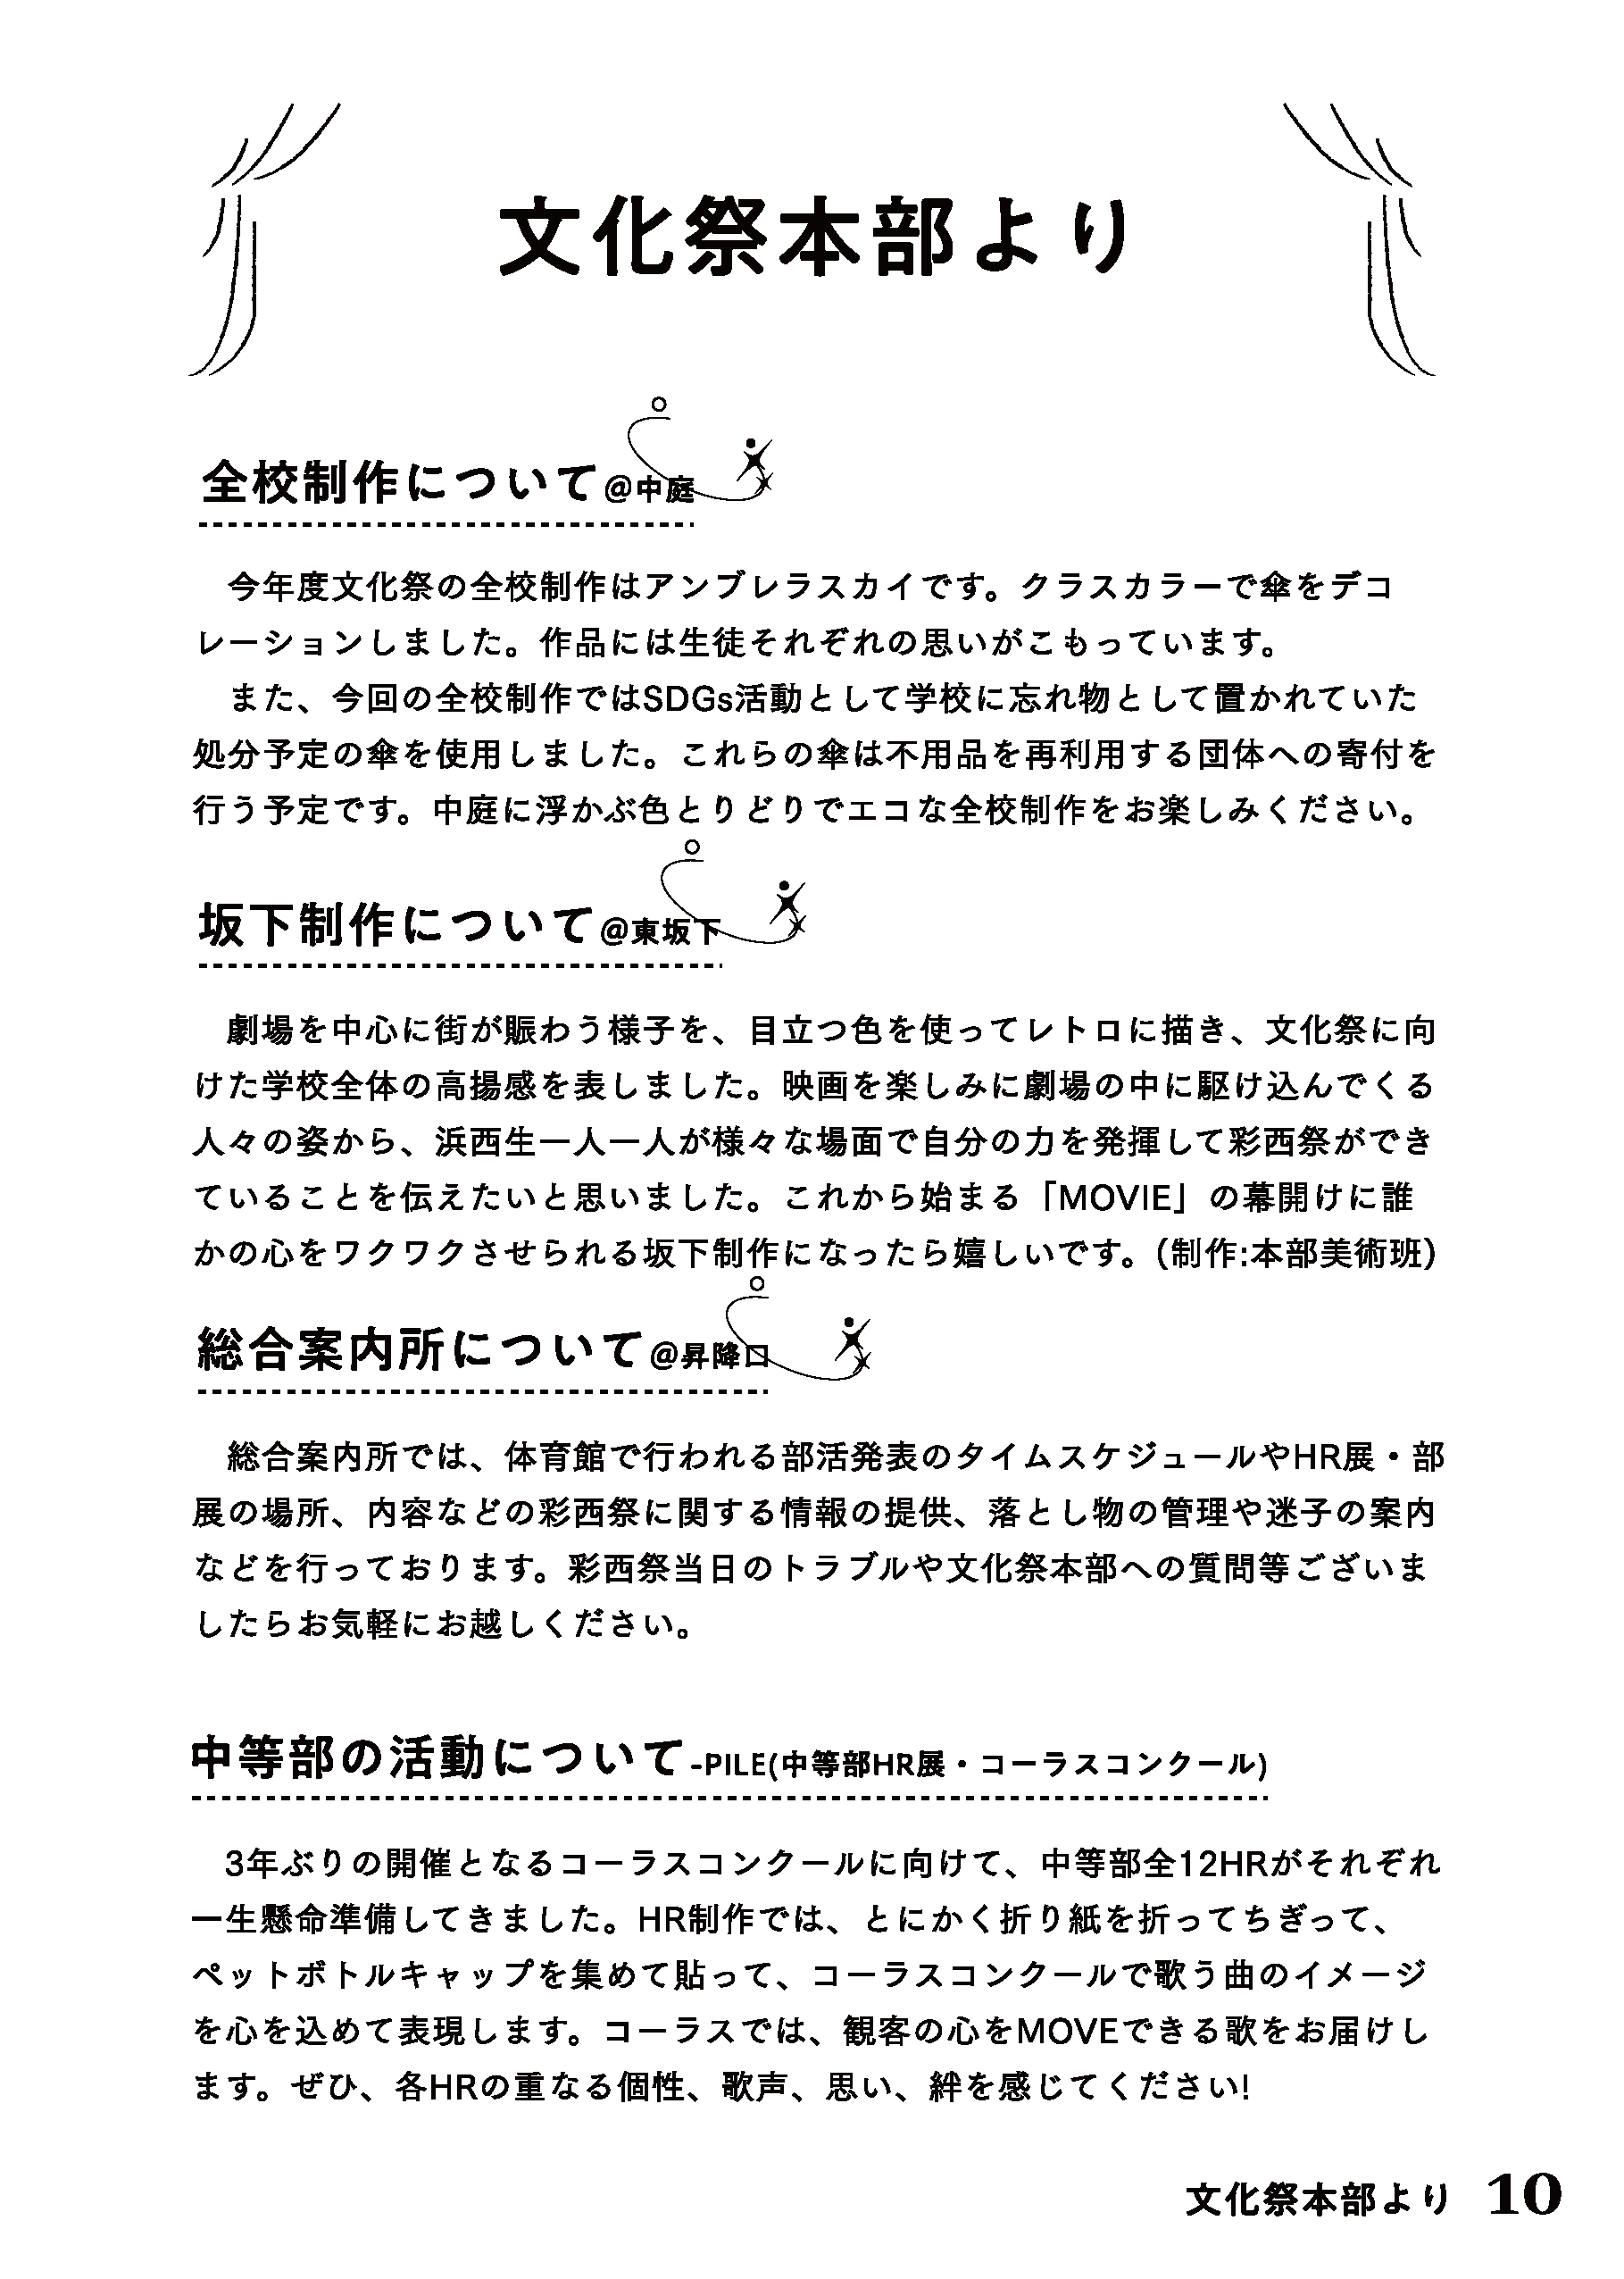 文化祭本部より
全校制作について@中庭
今年度文化祭の全校制作はアンブレラスカイです。クラスカラーで傘をデコ
レーションしました。作品には生徒それぞれの思いがこもっています。
また、今回の全校制作ではSDGs活動として学校に忘れ物として置かれていた
処分予定の傘を使用しました。これらの傘は不用品を再利用する団体への寄付を
行う予定です。中庭に浮かぶ色とりどりでエコな全校制作をお楽しみください。
坂下制作について@東坂下
劇場を中心に街が賑わう様子を、目立つ色を使ってレトロに描き、文化祭に向
けた学校全体の高揚感を表しました。映画を楽しみに劇場の中に駆け込んでくる
人々の姿から、浜西生一人一人が様々な場面で自分の力を発揮して彩西祭ができ
ていることを伝えたいと思いました。これから始まる「MOVIE」の幕開けに誰
かの心をワクワクさせられる坂下制作になったら嬉しいです。(制作:本部美術班)
総合案内所について@昇降口
総合案内所では、体育館で行われる部活発表のタイムスケジュールやHR展・部
展の場所、内容などの彩西祭に関する情報の提供、落とし物の管理や迷子の案内
などを行っております。彩西祭当日のトラブルや文化祭本部への質問等ございま
したらお気軽にお越しください。
中等部の活動について-PILE(中等部HR展・コーラスコンクール)
3年ぶりの開催となるコーラスコンクールに向けて、中等部全12HRがそれぞれ
一生懸命準備してきました。HR制作では、とにかく折り紙を折ってちぎって、
ペットボトルキャップを集めて貼って、コーラスコンクールで歌う曲のイメージ
を心を込めて表現します。コーラスでは、観客の心をMOVEできる歌をお届けし
ます。ぜひ、各HRの重なる個性、歌声、思い、絆を感じてください!
文化祭本部より 10